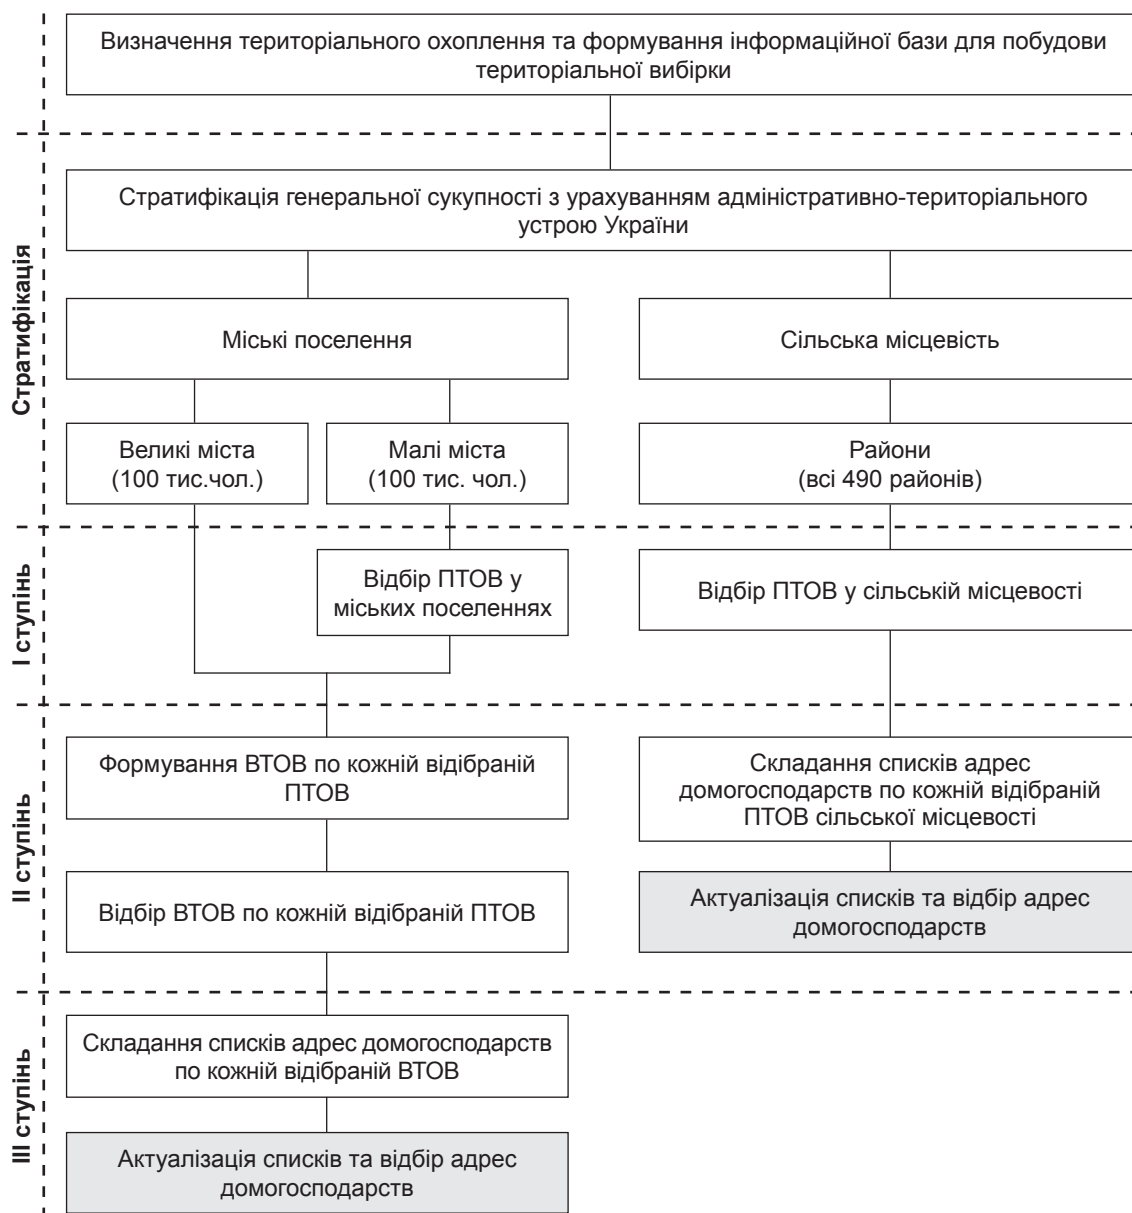 Визначення територіального охоплення та формування інформаційної бази для побудови
територіальної вибірки
Стратифікація
Стратифікація генеральної сукупності з урахуванням адміністративно-територіального
устрою України
Міські поселення
Сільська місцевість
Великі міста
(100 тис.чол.)
Малі міста
(100 тис. чол.)
Райони
(всі 490 районів)
І ступінь
Відбір ПТОВ у
міських поселеннях
Відбір ПТОВ у сільській місцевості
ІІ ступінь
Формування ВТОВ по кожній відібраній
ПТОВ
Складання списків адрес
домогосподарств по кожній відібраній
ПТОВ сільської місцевості
Відбір ВТОВ по кожній відібраній ПТОВ
Актуалізація списків та відбір адрес
домогосподарств
ІІІ ступінь
Складання списків адрес домогосподарств
по кожній відібраній ВТОВ
Актуалізація списків та відбір адрес
домогосподарств